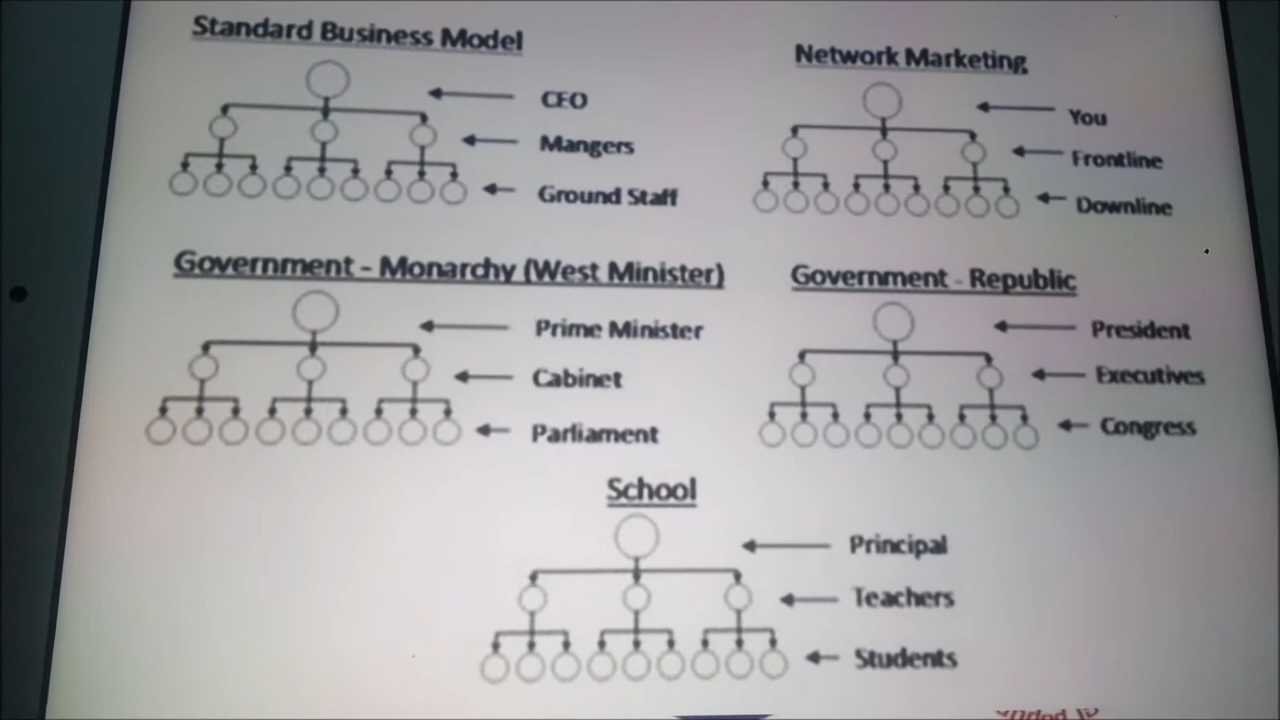 Standard Business Model
CEO
Mangers
Ground Staff
Network Marketing
You
Frontline
Downline
Government - Monarchy (West Minister)
Prime Minister
Cabinet
Parliament
Government - Republic
President
Executives
Congress
School
Principal
Teachers
Students